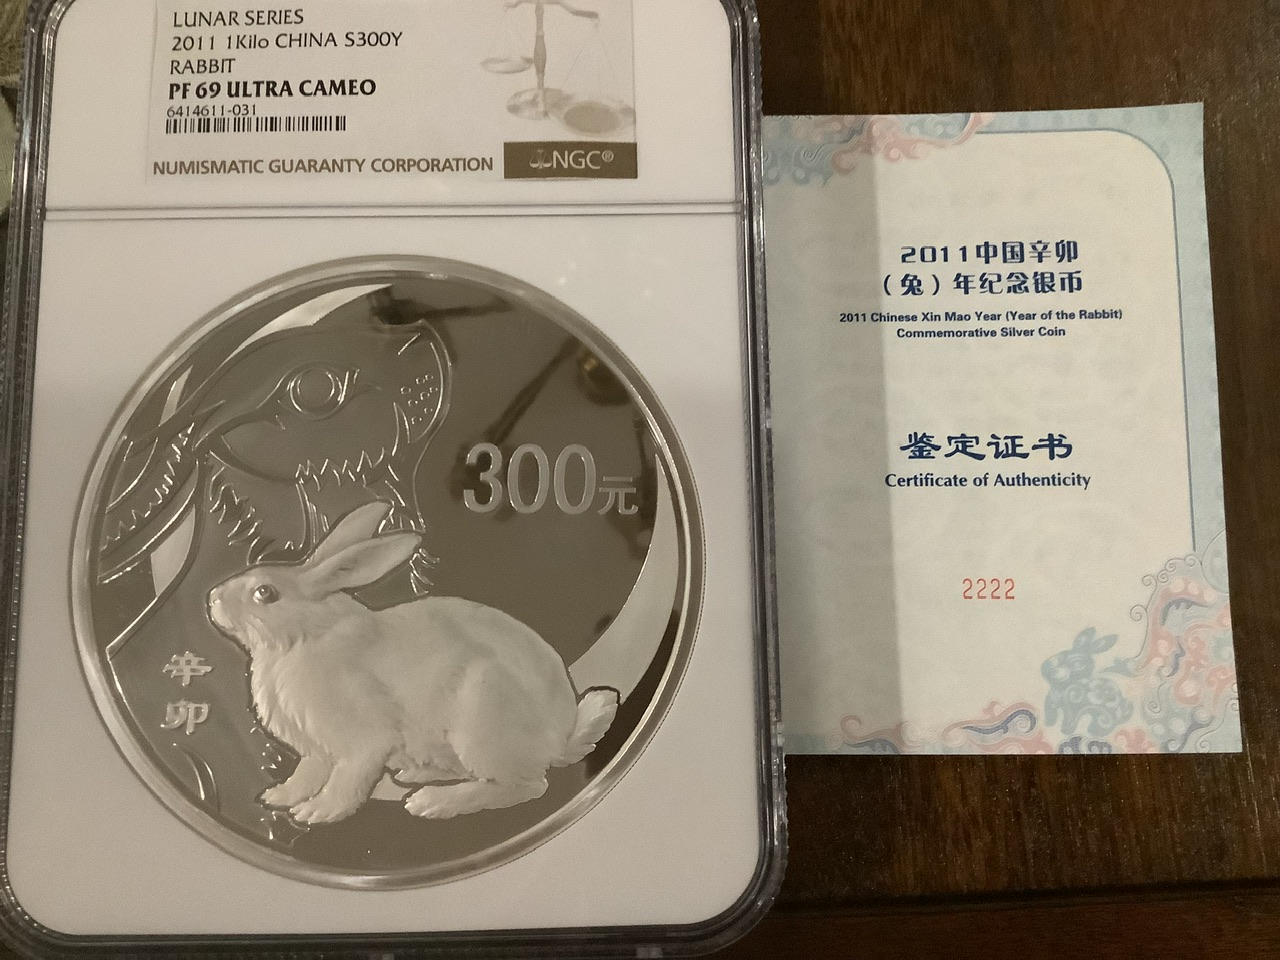 LUNAR SERIES
2011 1Kilo CHINA S300Y
RABBIT
PF 69 ULTRA CAMEO
6414611-031
NUMISMATIC GUARANTY CORPORATION
NGC®
300元
辛
卯
2011中国辛卯
（兔）年纪念银币
2011 Chinese Xin Mao Year (Year of the Rabbit)
Commemorative Silver Coin
鉴定证书
Certificate of Authenticity
2222